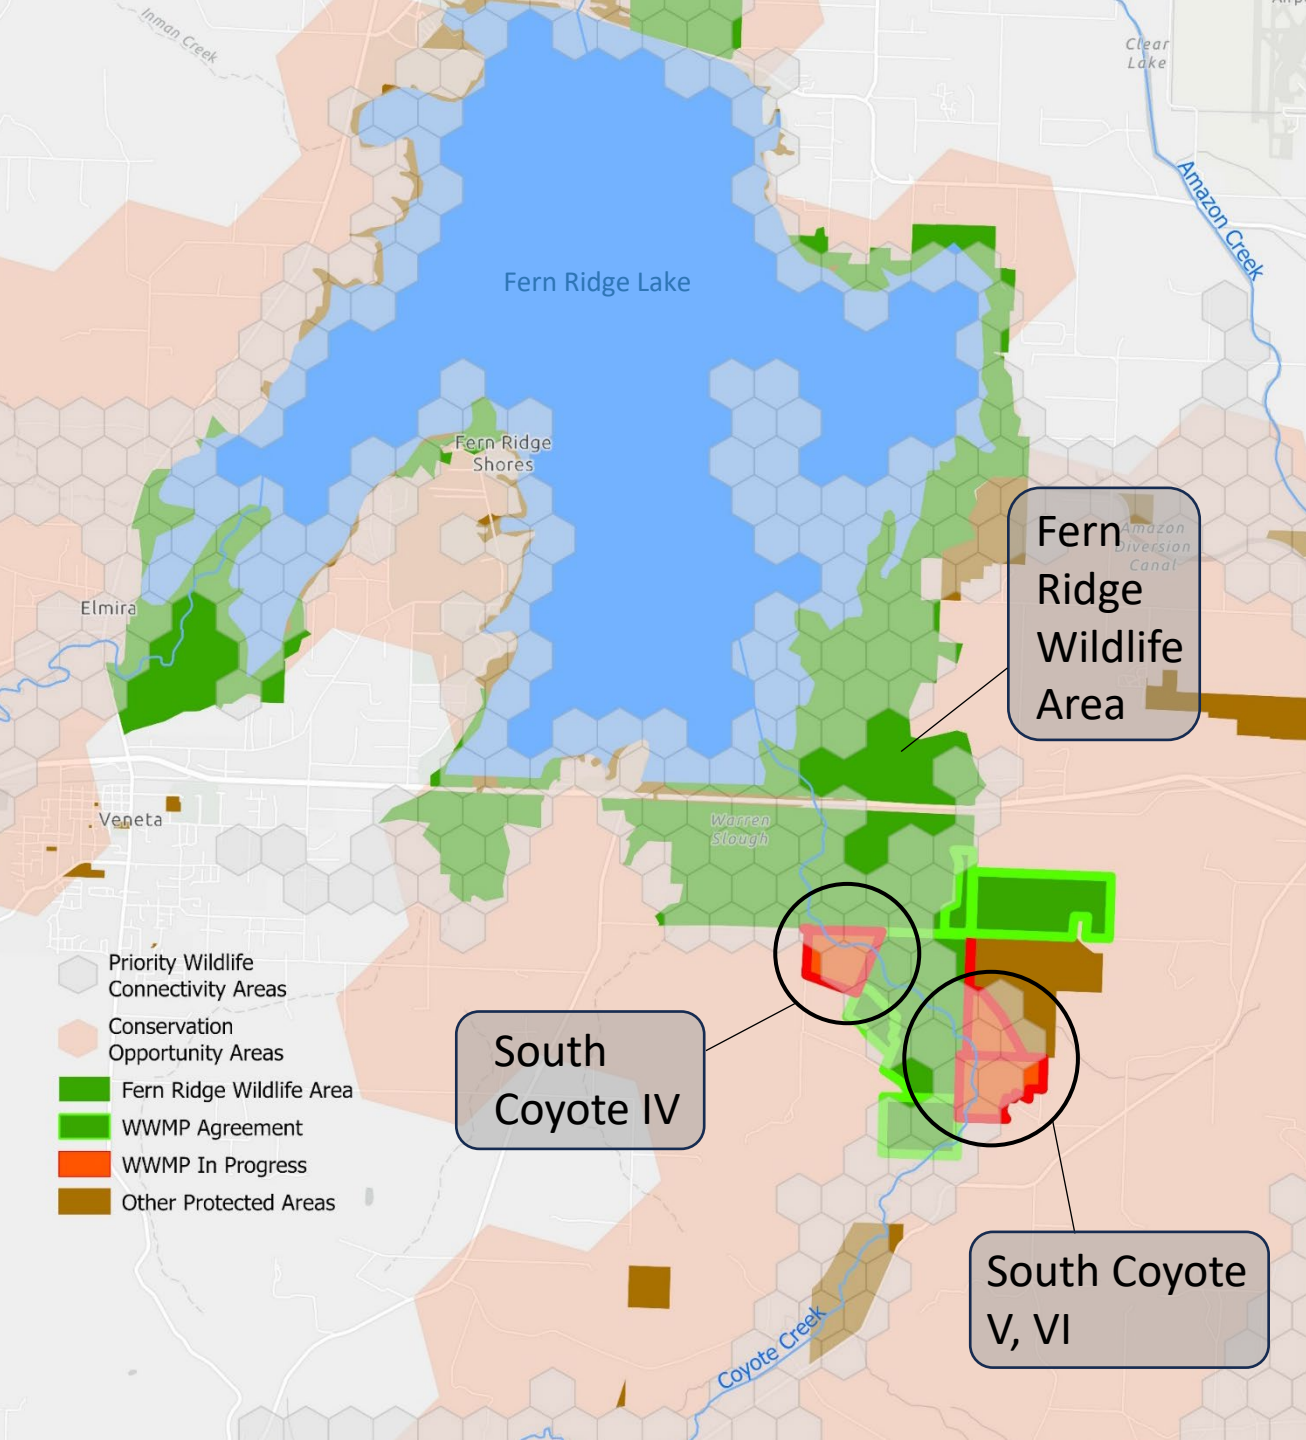 Inman Creek
Clear
Lake
Amazon Creek
Fern Ridge Lake
Fern Ridge
Shores
Fern
Ridge
Wildlife
Area
Amazon
Diversion
Canal
Elmira
Veneta
Warren
Slough
Priority Wildlife
Connectivity Areas
Conservation
Opportunity Areas
Fern Ridge Wildlife Area
WWMP Agreement
WWMP In Progress
Other Protected Areas
South
Coyote IV
South Coyote
V, VI
Coyote Creek